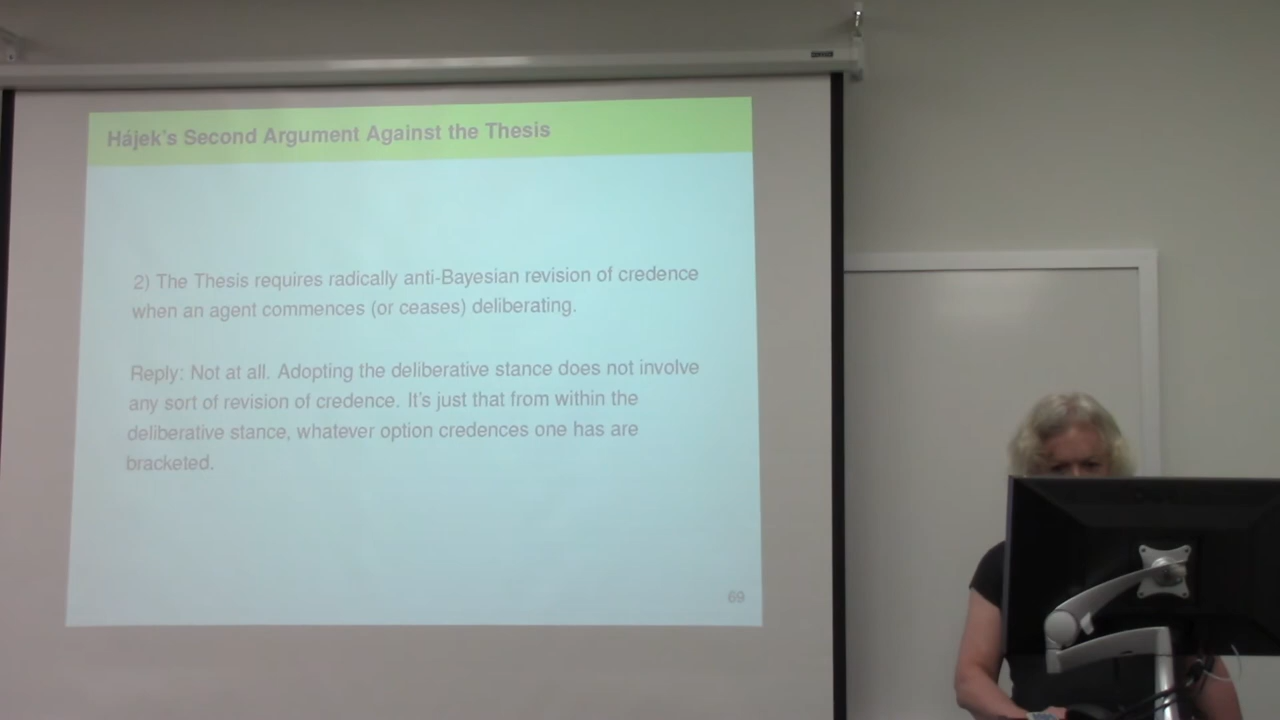 Hájek's Second Argument Against the Thesis
2) The Thesis requires radically anti-Bayesian revision of credence
when an agent commences (or ceases) deliberating.
Reply: Not at all. Adopting the deliberative stance does not involve
any sort of revision of credence. It's just that from within the
deliberative stance, whatever option credences one has are
bracketed.
69